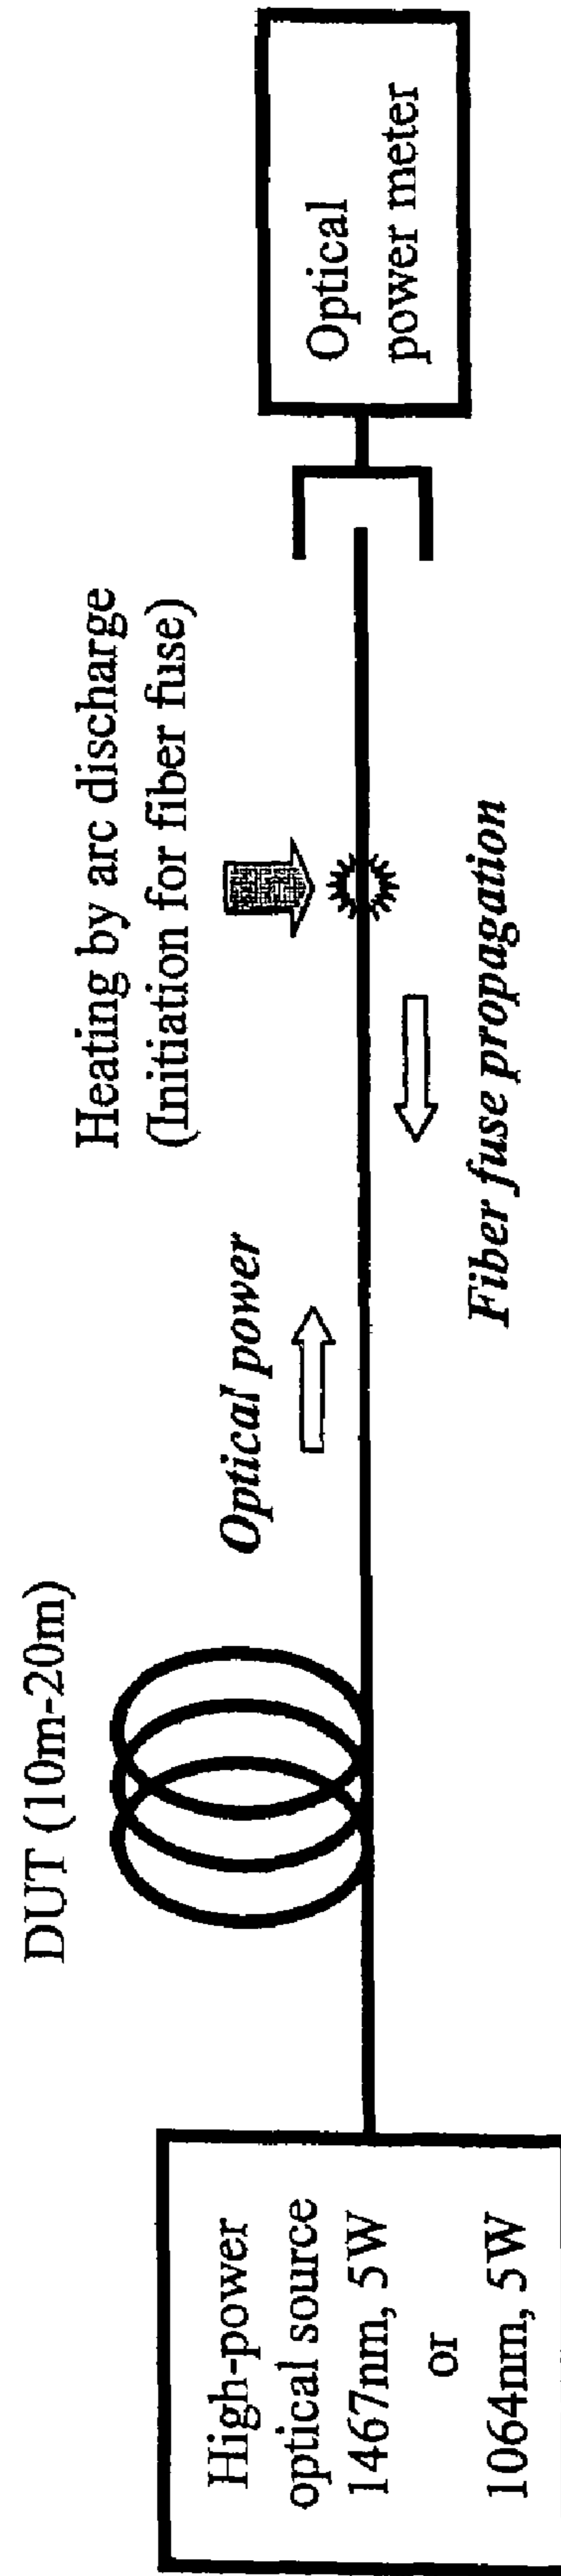 High-power
optical source
1467nm, 5W
or
1064nm, 5W
DUT (10m-20m)
Optical power
Heating by arc discharge
(Initiation for fiber fuse)
Fiber fuse propagation
Optical
power meter